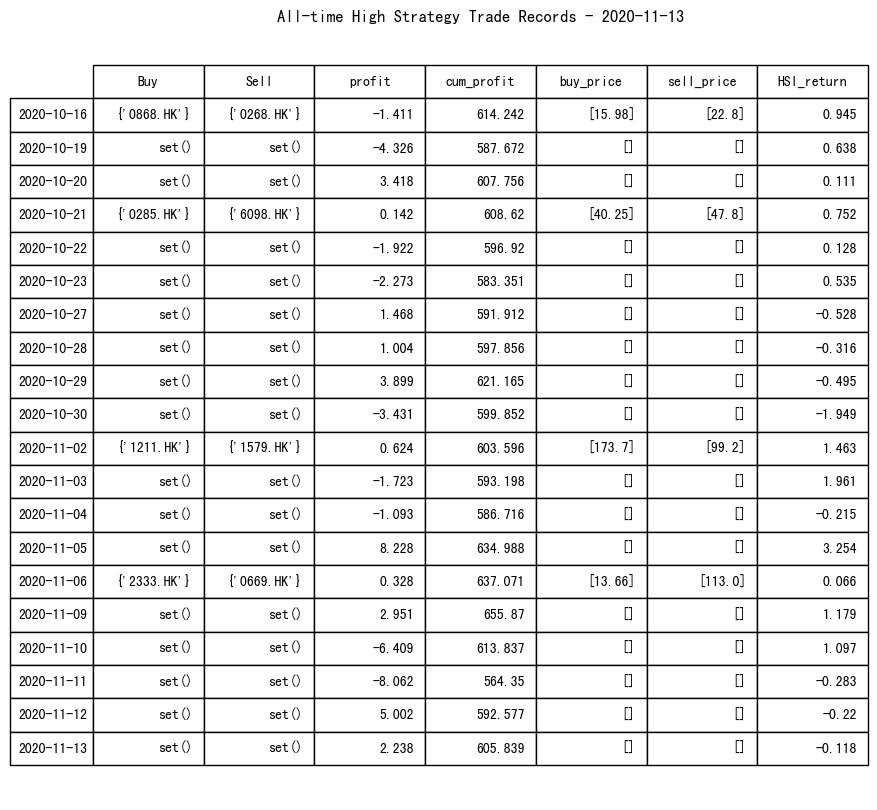 All-time High Strategy Trade Records - 2020-11-13
Buy Sell profit cum_profit buy_price sell_price HSI_return
2020-10-16 {'0868.HK'} {'0268.HK'} -1.411 614.242 [15.98] [22.8] 0.945
2020-10-19 set() set() -4.326 587.672 [] [] 0.638
2020-10-20 set() set() 3.418 607.756 [] [] 0.111
2020-10-21 {'0285.HK'} {'6098.HK'} 0.142 608.62 [40.25] [47.8] 0.752
2020-10-22 set() set() -1.922 596.92 [] [] 0.128
2020-10-23 set() set() -2.273 583.351 [] [] 0.535
2020-10-27 set() set() 1.468 591.912 [] [] -0.528
2020-10-28 set() set() 1.004 597.856 [] [] -0.316
2020-10-29 set() set() 3.899 621.165 [] [] -0.495
2020-10-30 set() set() -3.431 599.852 [] [] -1.949
2020-11-02 {'1211.HK'} {'1579.HK'} 0.624 603.596 [173.7] [99.2] 1.463
2020-11-03 set() set() -1.723 593.198 [] [] 1.961
2020-11-04 set() set() -1.093 586.716 [] [] -0.215
2020-11-05 set() set() 8.228 634.988 [] [] 3.254
2020-11-06 {'2333.HK'} {'0669.HK'} 0.328 637.071 [13.66] [113.0] 0.066
2020-11-09 set() set() 2.951 655.87 [] [] 1.179
2020-11-10 set() set() -6.409 613.837 [] [] 1.097
2020-11-11 set() set() -8.062 564.35 [] [] -0.283
2020-11-12 set() set() 5.002 592.577 [] [] -0.22
2020-11-13 set() set() 2.238 605.839 [] [] -0.118